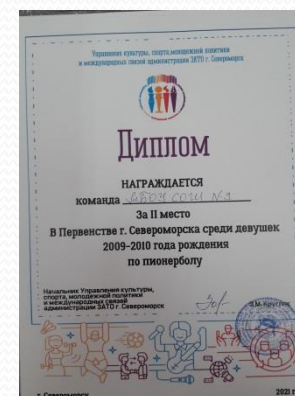 Управление культуры, спорта, молодежной политики
и международных связей администрации ЗАТО г. Североморск
Диплом
НАГРАЖДАЕТСЯ
команда МБОУ СОШ
За II место
В Первенстве г. Североморска среди девушек
2009-2010 года рождения
по пионерболу
Начальник Управления культуры,
спорта, молодежной политики
и международных связей
администрации ЗАТО г. Североморск
г. Североморск
2021 г.